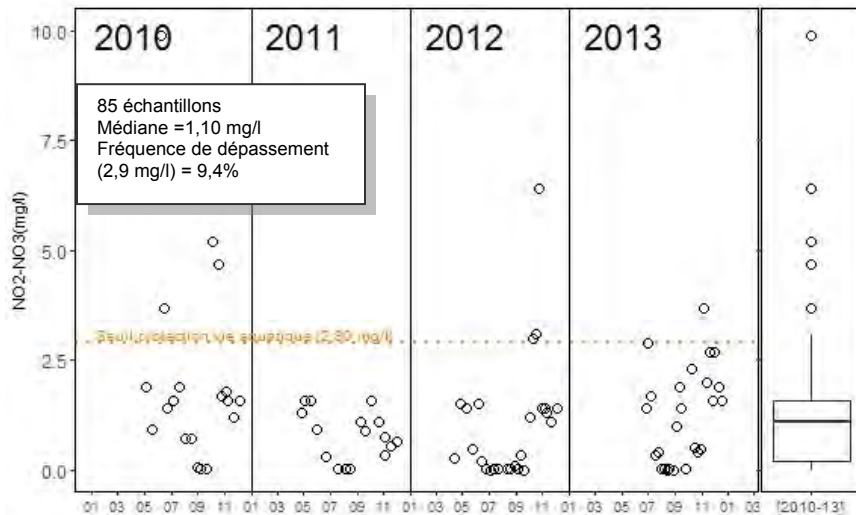 10.0
2010 2011 2012 2013
85 échantillons
Médiane =1,10 mg/l
Fréquence de dépassement
(2,9 mg/l) = 9,4%
7.5
NO2-NO3(mg/l)
5.0
Seuil protection vie aquatique (2,90 mg/l)
2.5
0.0
01 03 05 07 09 11 01 03 05 07 09 11 01 03 05 07 09 11 01 03 05 07 09 11 01 03 [2010-13]